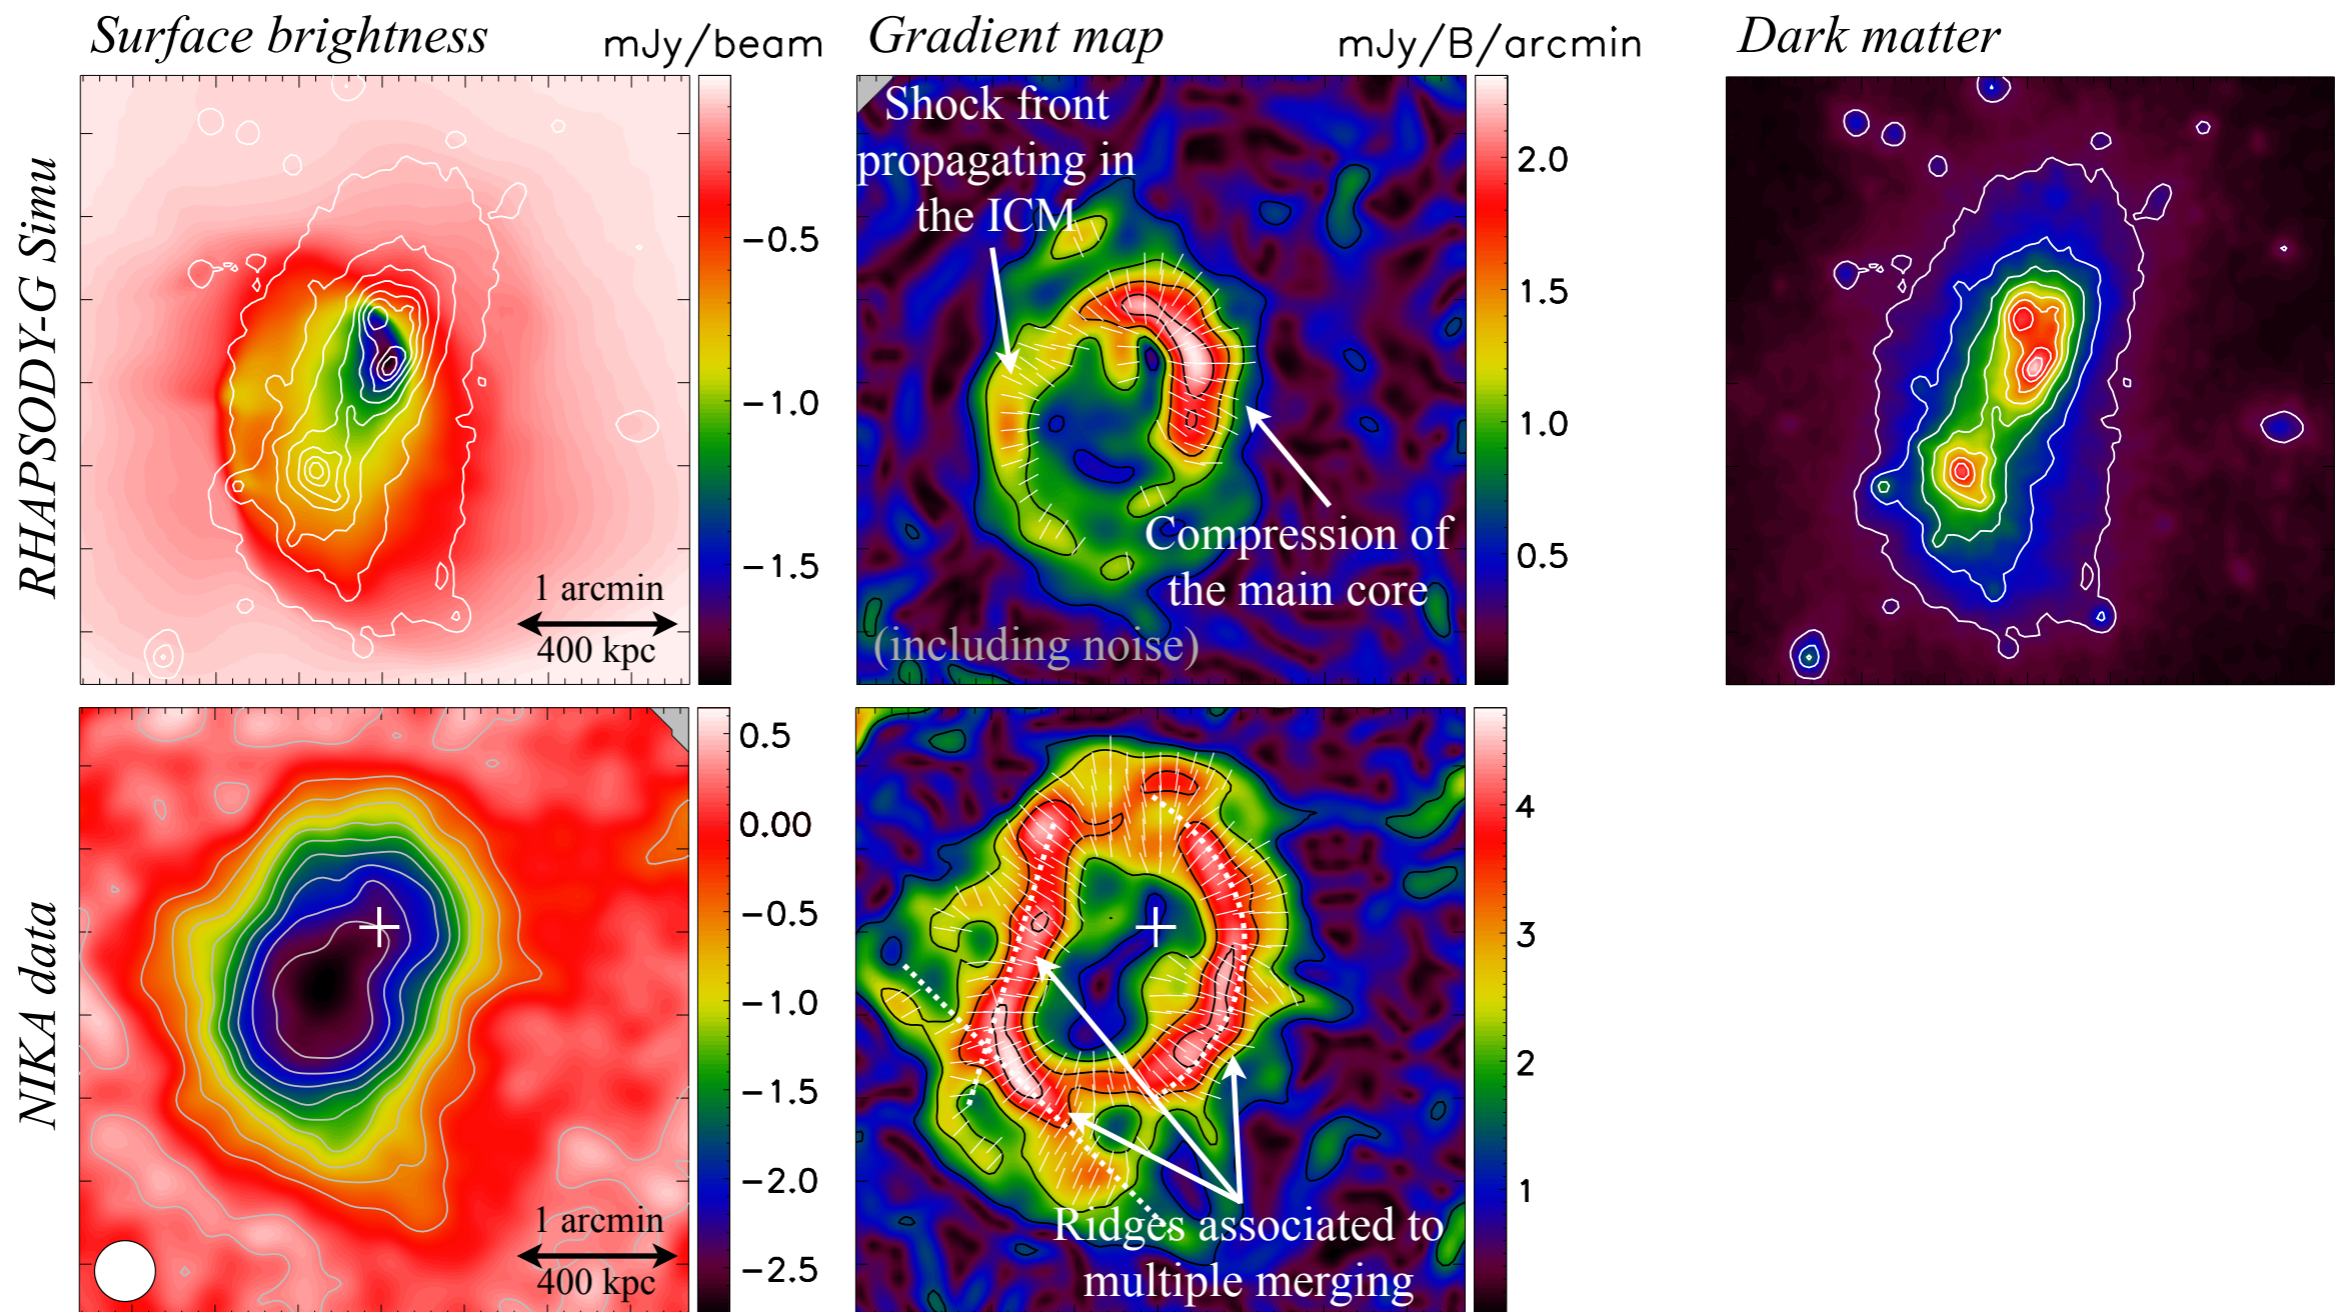 Surface brightness
mJy/beam
Gradient map
mJy/B/arcmin
Dark matter
RHAPSODY-G Simu
−0.5
−1.0
−1.5
1 arcmin
400 kpc
Shock front
propagating in
the ICM
Compression of
the main core
(including noise)
2.0
1.5
1.0
0.5
NIKA data
0.5
0.00
−0.5
−1.0
−1.5
−2.0
−2.5
1 arcmin
400 kpc
Ridges associated to
multiple merging
4
3
2
1